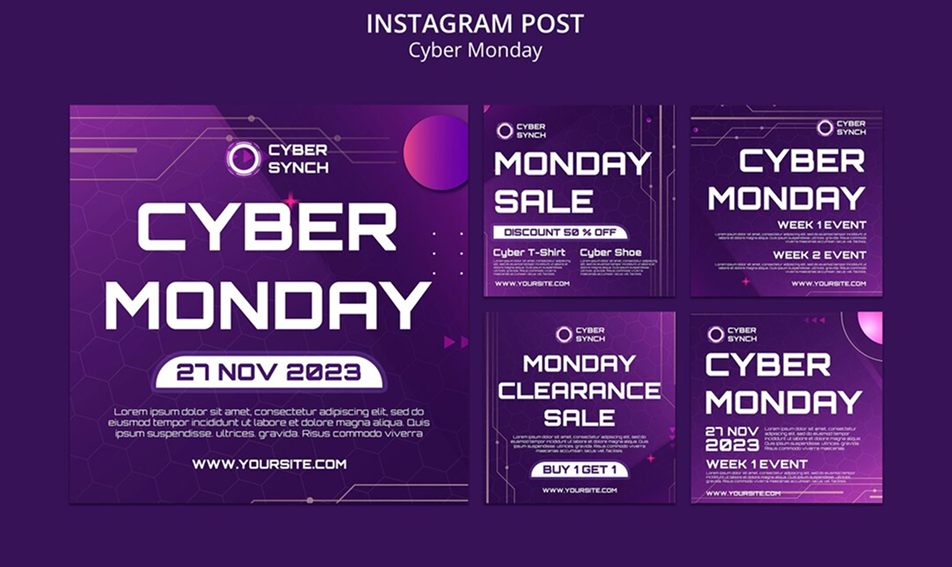 INSTAGRAM POST
Cyber Monday
CYBER
SYNCH
CYBER
MONDAY
27 NOV 2023
Lorem ipsum dolor sit amet, consectetur adipiscing elit, sed do
eiusmod tempor incididunt ut labore et dolore magna aliqua. Quis
ipsum suspendisse. ultrices. gravida. Risus commodo viverra
WWW.YOURSITE.COM
CYBER
SYNCH
MONDAY
SALE
DISCOUNT 50 % OFF
Cyber T-Shirt
Cyber Shoe
WWW.YOURSITE.COM
CYBER
SYNCH
CYBER
MONDAY
WEEK 1 EVENT
WEEK 2 EVENT
WWW.YOURSITE.COM
CYBER
SYNCH
MONDAY
CLEARANCE
SALE
BUY 1 GET 1
WWW.YOURSITE.COM
CYBER
SYNCH
CYBER
MONDAY
27 NOV
2023
WEEK 1 EVENT
WWW.YOURSITE.COM